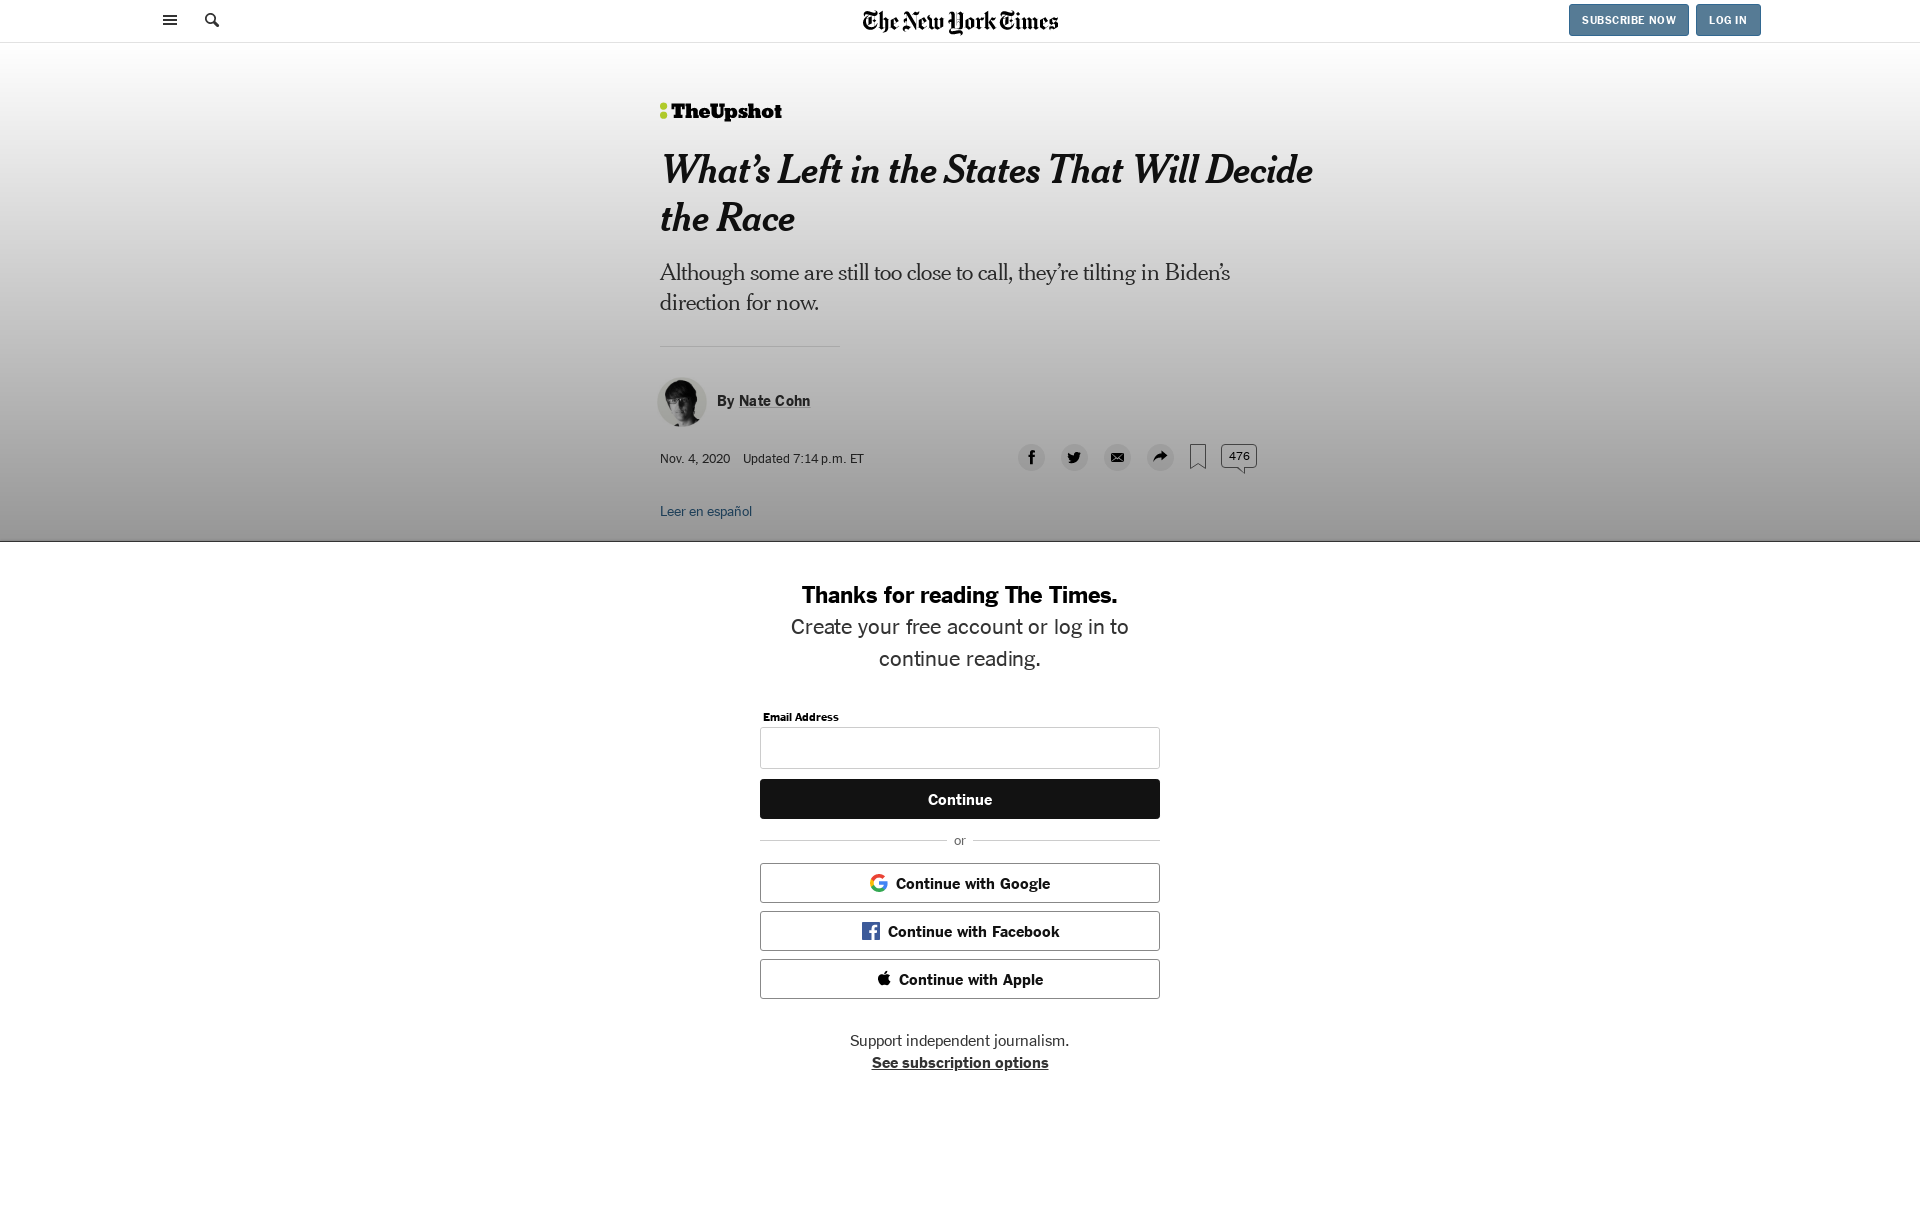 The New York Times
SUBSCRIBE NOW
LOG IN
TheUpshot
What’s Left in the States That Will Decide
the Race
Although some are still too close to call, they’re tilting in Biden’s
direction for now.
By Nate Cohn
Nov. 4, 2020 Updated 7:14 p.m. ET
476
Leer en español
Thanks for reading The Times.
Create your free account or log in to
continue reading.
Email Address
Continue
or
Continue with Google
Continue with Facebook
Continue with Apple
Support independent journalism.
See subscription options